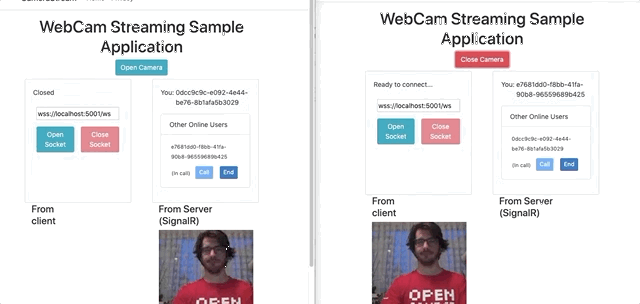 WebCam Streaming Sample
Application
Open Camera
Closed
wss://localhost:5001/ws
Open
Socket
Close
Socket
You: 0dcc9c9c-e092-4e44-
be76-8b1afa5b3029
Other Online Users
e7681dd0-f8bb-41fa-
90b8-96559689b425
(In call)
Call
End
From
client
From Server
(SignalR)
OPEN
WebCam Streaming Sample
Application
Close Camera
Ready to connect...
wss://localhost:5001/ws
Open
Socket
Close
Socket
You: e7681dd0-f8bb-41fa-
90b8-96559689b425
Other Online Users
0dcc9c9c-e092-4e44-
be76-8b1afa5b3029
(In call)
Call
End
From
client
From Server
(SignalR)
OPEN